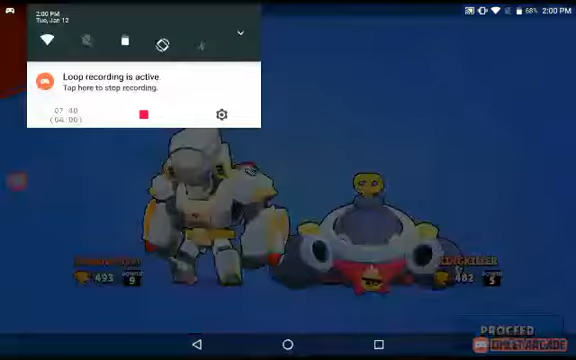 2:00 PM
Tue, Jan 12
68% 2:00 PM
Loop recording is active.
Tap here to stop recording.
07:40
(04:00)
493
9
482
5
PROCEED